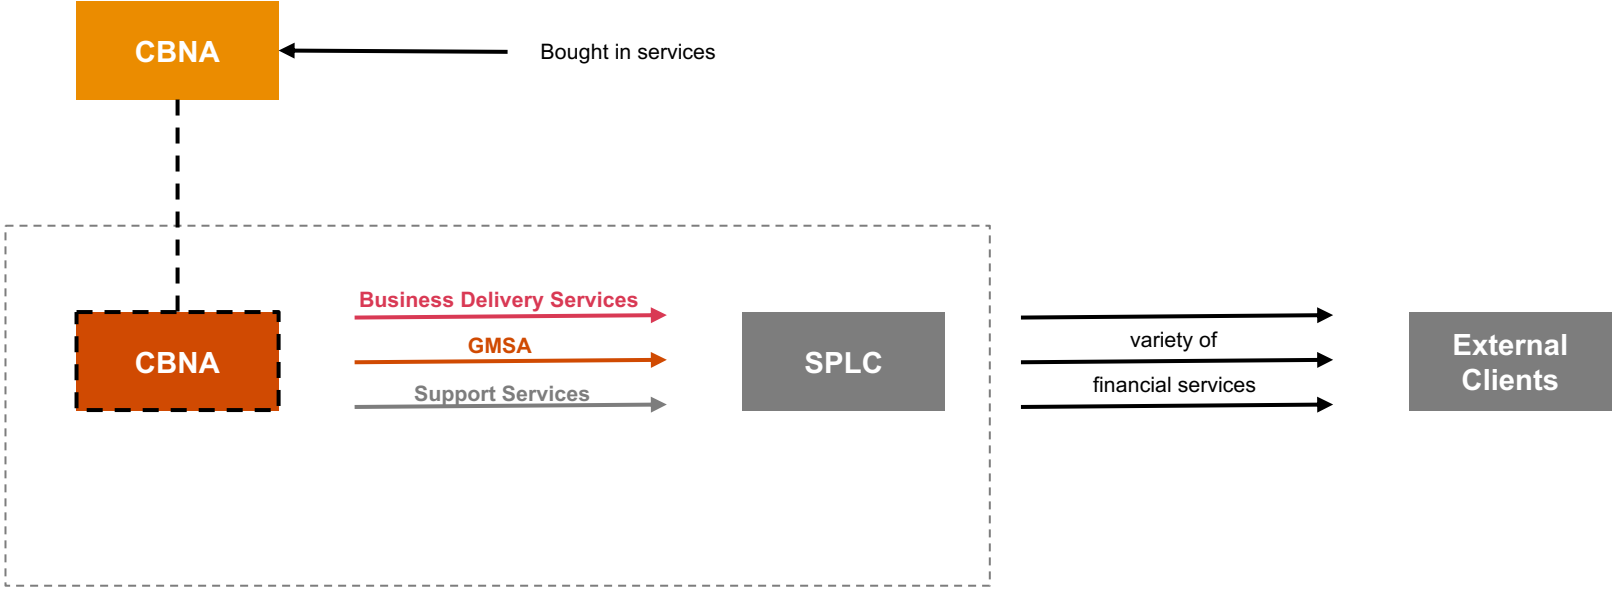 CBNA
Bought in services
CBNA
Business Delivery Services
GMSA
Support Services
SPLC
variety of
financial services
External
Clients